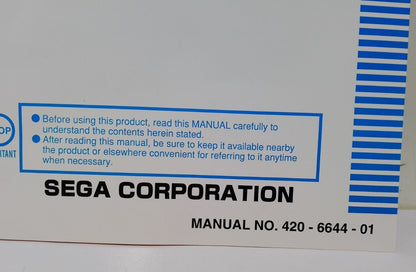 ● Before using this product, read this MANUAL carefully to
understand the contents herein stated.
● After reading this manual, be sure to keep it available nearby
the product or elsewhere convenient for referring to it anytime
when necessary.
OP
RTANT
SEGA CORPORATION
MANUAL NO. 420 - 6644 - 01